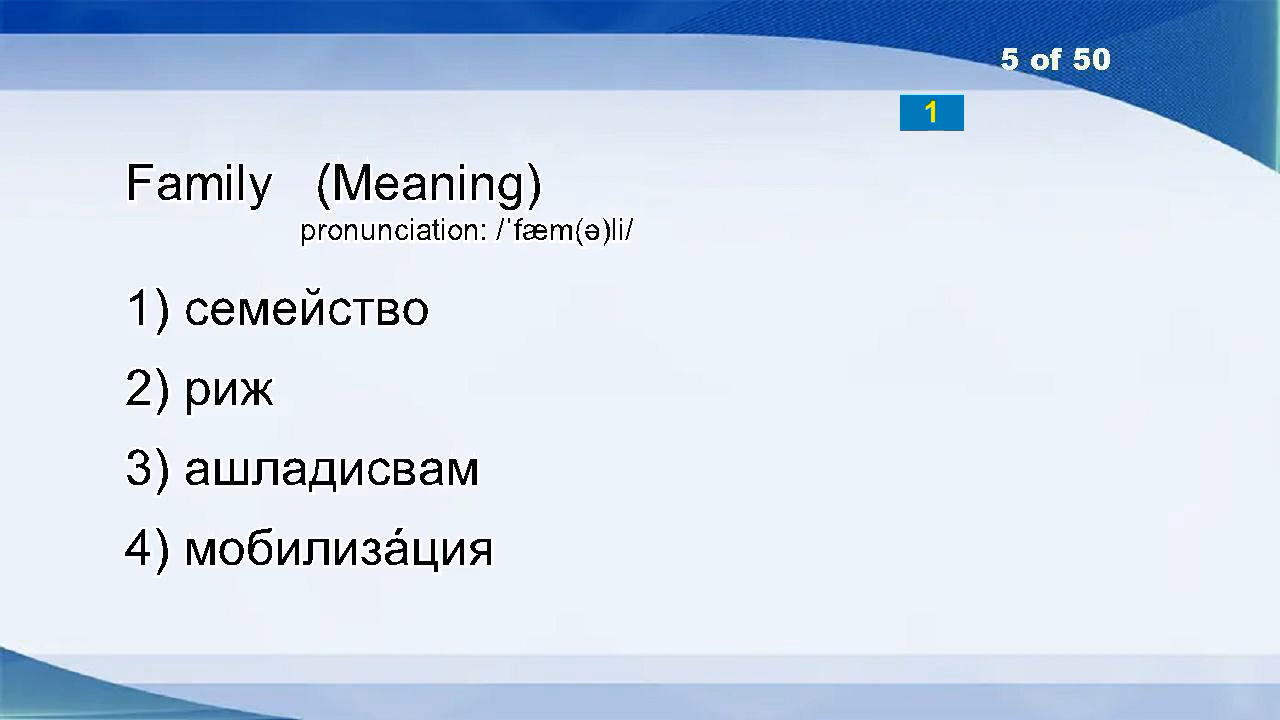 5 of 50
1
Family (Meaning)
pronunciation: /ˈfæm(ə)li/
1) семейство
2) риж
3) ашладисвам
4) мобилиза́ция